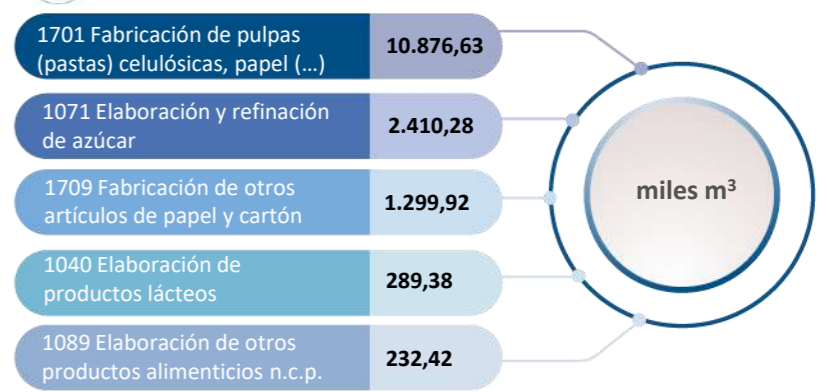 1701 Fabricación de pulpas
(pastas) celulósicas, papel (...)
10.876,63
1071 Elaboración y refinación
de azúcar
2.410,28
1709 Fabricación de otros
artículos de papel y cartón
1.299,92
1040 Elaboración de
productos lácteos
289,38
1089 Elaboración de otros
productos alimenticios n.c.p.
232,42
miles m³